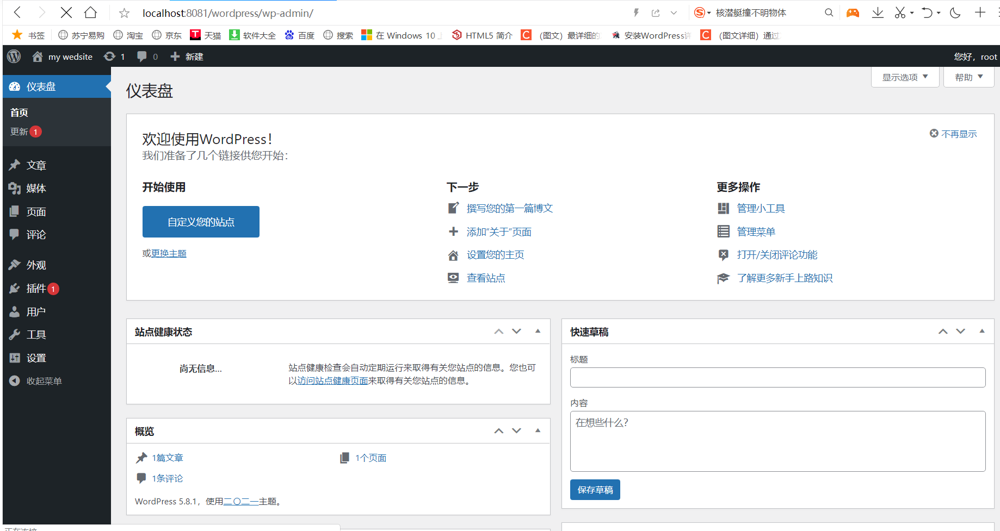 localhost:8081/wordpress/wp-admin/
核潜艇撞不明物体
书签 苏宁易购 淘宝 京东 T 天猫 软件大全 百度 搜索 在 Windows 10 HTML5 简介 C (图文)最详细的 安装WordPress详 C (图文详细)通过
my wedsite 1 0 新建 您好，root
仪表盘
首页
更新 1
文章
媒体
页面
评论
外观
插件 1
用户
工具
设置
收起菜单
仪表盘
显示选项 帮助
欢迎使用WordPress！
不再显示
我们准备了几个链接供您开始：
开始使用
自定义您的站点
或更换主题
下一步
撰写您的第一篇博文
添加“关于”页面
设置您的主页
查看站点
更多操作
管理小工具
管理菜单
打开/关闭评论功能
了解更多新手上路知识
站点健康状态
尚无信息…
站点健康检查会自动定期运行来取得有关您站点的信息。您也可
以访问站点健康页面来取得有关您站点的信息。
概览
1篇文章 1个页面
1条评论
WordPress 5.8.1，使用二〇二一主题。
快速草稿
标题
内容
在想些什么？
保存草稿